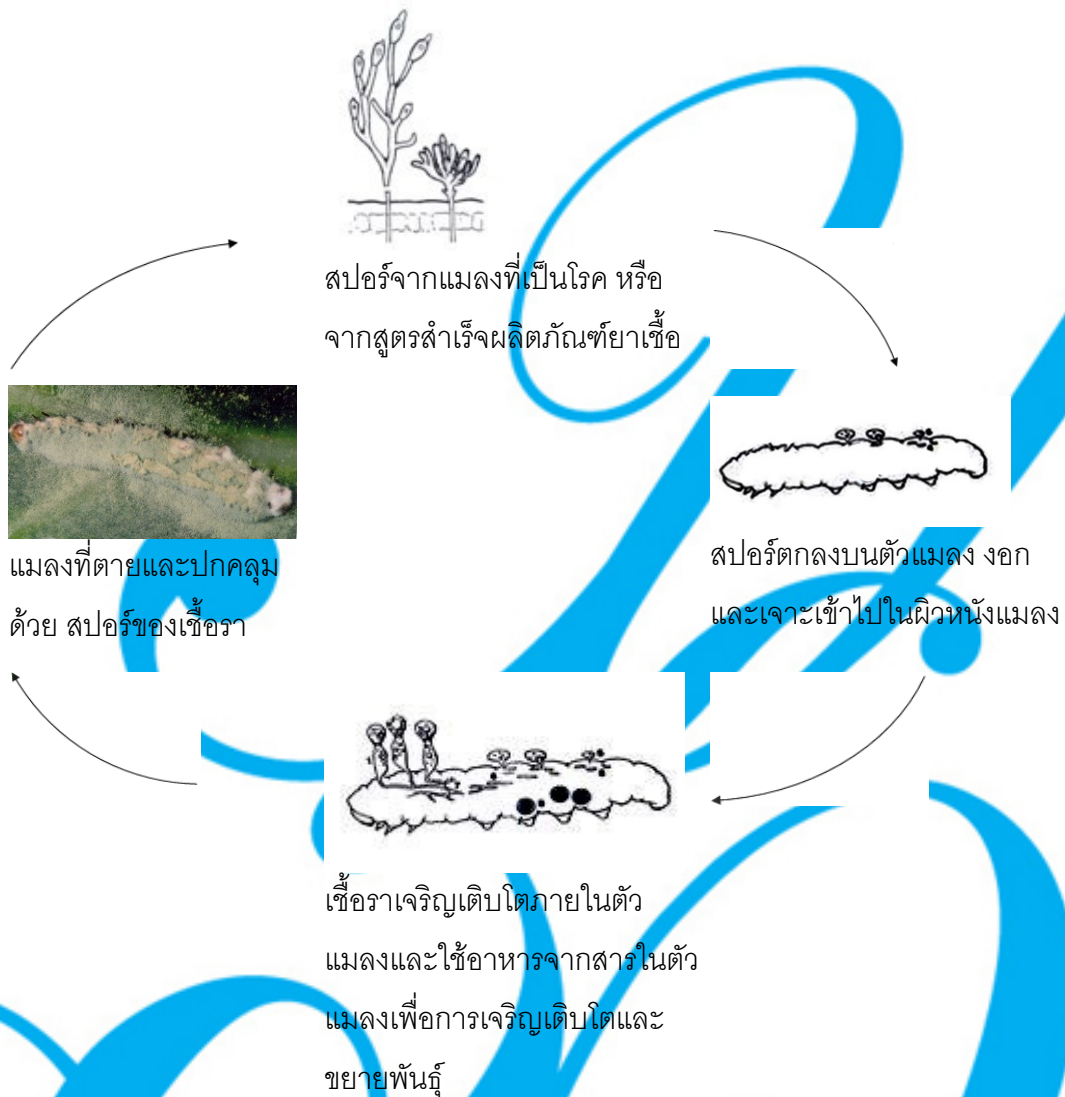 สปอร์จากแมลงที่เป็นโรค หรือ
จากสูตรสำเร็จผลิตภัณฑ์ยาเชื้อ
สปอร์ตกลงบนตัวแมลง งอก
และเจาะเข้าไปในผิวหนังแมลง
เชื้อราเจริญเติบโตภายในตัว
แมลงและใช้อาหารจากสารในตัว
แมลงเพื่อการเจริญเติบโตและ
ขยายพันธุ์
แมลงที่ตายและปกคลุม
ด้วย สปอร์ของเชื้อรา